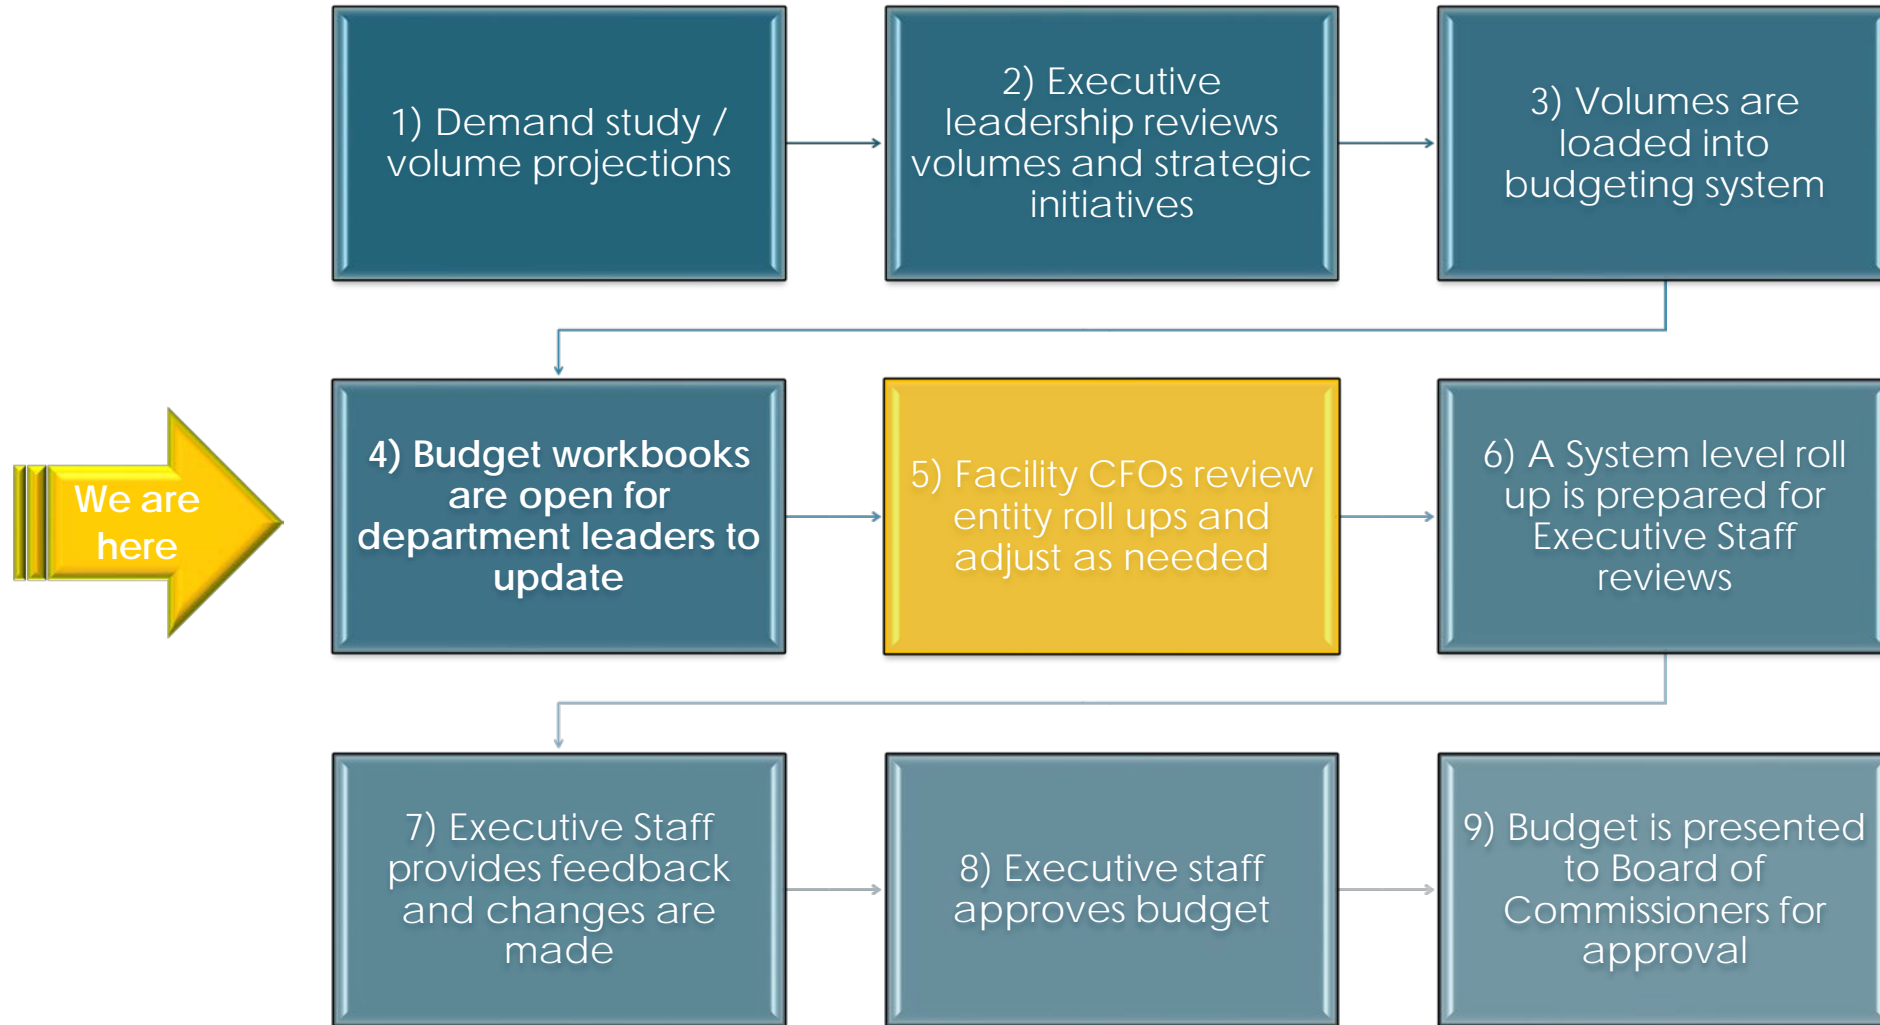 1) Demand study /
volume projections
2) Executive
leadership reviews
volumes and strategic
initiatives
3) Volumes are
loaded into
budgeting system
We are
here
4) Budget workbooks
are open for
department leaders to
update
5) Facility CFOs review
entity roll ups and
adjust as needed
6) A System level roll
up is prepared for
Executive Staff
reviews
7) Executive Staff
provides feedback
and changes are
made
8) Executive staff
approves budget
9) Budget is presented
to Board of
Commissioners for
approval